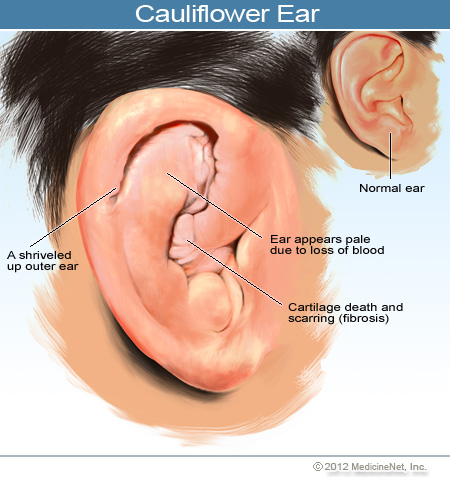 Cauliflower Ear
Normal ear
A shriveled
up outer ear
Ear appears pale
due to loss of blood
Cartilage death and
scarring (fibrosis)
© 2012 MedicineNet, Inc.